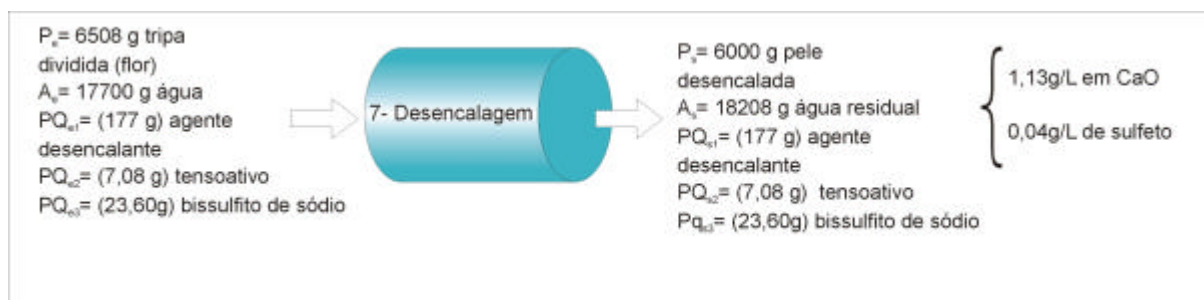 Pe= 6508 g tripa
dividida (flor)
Ae= 17700 g água
PQe1= (177 g) agente
desencalante
PQe2= (7,08 g) tensoativo
PQe3= (23,60g) bissulfito de sódio
7- Desencalagem
Ps= 6000 g pele
desencalada
As= 18208 g água residual
PQs1= (177 g) agente
desencalante
PQs2= (7,08 g) tensoativo
Pqs3= (23,60g) bissulfito de sódio
1,13g/L em CaO
0,04g/L de sulfeto